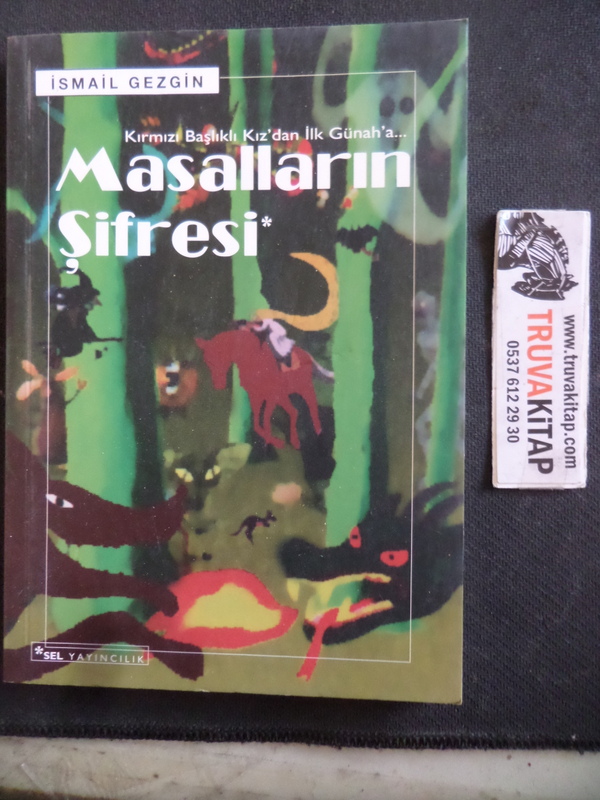 İSMAİL GEZGİN
Kırmızı Başlıklı Kız'dan İlk Günah'a...
Masalların
Şifresi*
*SEL YAYINCILIK
www.truvakitap.com
TRUVAKiTAP
0537 612 29 30